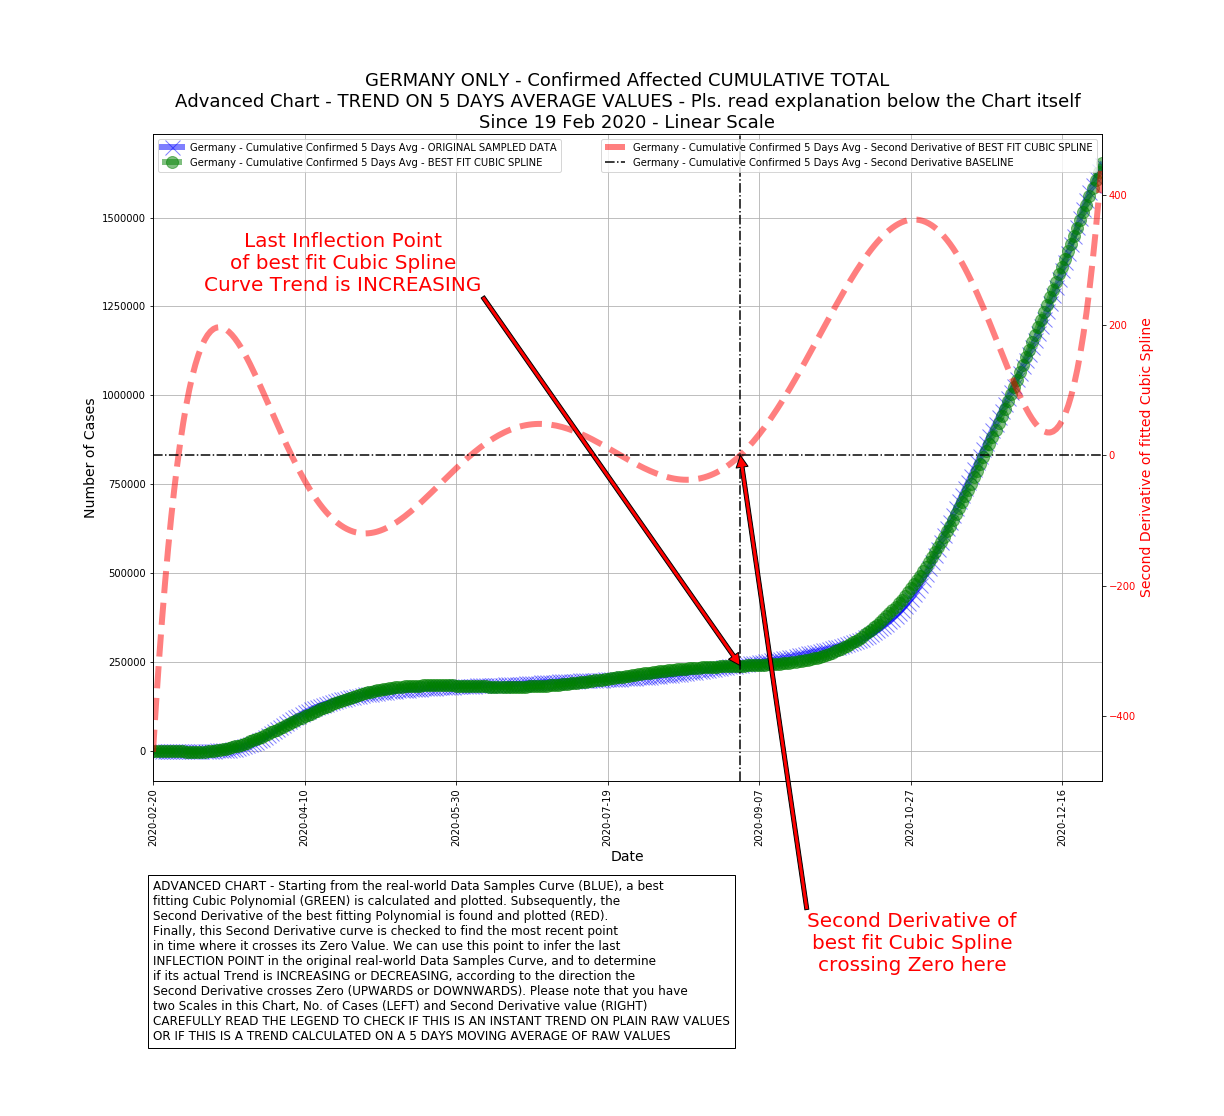 GERMANY ONLY - Confirmed Affected CUMULATIVE TOTAL
Advanced Chart - TREND ON 5 DAYS AVERAGE VALUES - Pls. read explanation below the Chart itself
Since 19 Feb 2020 - Linear Scale
Germany - Cumulative Confirmed 5 Days Avg - ORIGINAL SAMPLED DATA
Germany - Cumulative Confirmed 5 Days Avg - BEST FIT CUBIC SPLINE
Germany - Cumulative Confirmed 5 Days Avg - Second Derivative of BEST FIT CUBIC SPLINE
Germany - Cumulative Confirmed 5 Days Avg - Second Derivative BASELINE
Last Inflection Point
of best fit Cubic Spline
Curve Trend is INCREASING
Number of Cases
1500000
1250000
1000000
750000
500000
250000
0
400
200
0
−200
−400
Second Derivative of fitted Cubic Spline
2020-02-20
2020-04-10
2020-05-30
2020-07-19
2020-09-07
2020-10-27
2020-12-16
Date
ADVANCED CHART - Starting from the real-world Data Samples Curve (BLUE), a best
fitting Cubic Polynomial (GREEN) is calculated and plotted. Subsequently, the
Second Derivative of the best fitting Polynomial is found and plotted (RED).
Finally, this Second Derivative curve is checked to find the most recent point
in time where it crosses its Zero Value. We can use this point to infer the last
INFLECTION POINT in the original real-world Data Samples Curve, and to determine
if its actual Trend is INCREASING or DECREASING, according to the direction the
Second Derivative crosses Zero (UPWARDS or DOWNWARDS). Please note that you have
two Scales in this Chart, No. of Cases (LEFT) and Second Derivative value (RIGHT)
CAREFULLY READ THE LEGEND TO CHECK IF THIS IS AN INSTANT TREND ON PLAIN RAW VALUES
OR IF THIS IS A TREND CALCULATED ON A 5 DAYS MOVING AVERAGE OF RAW VALUES
Second Derivative of
best fit Cubic Spline
crossing Zero here